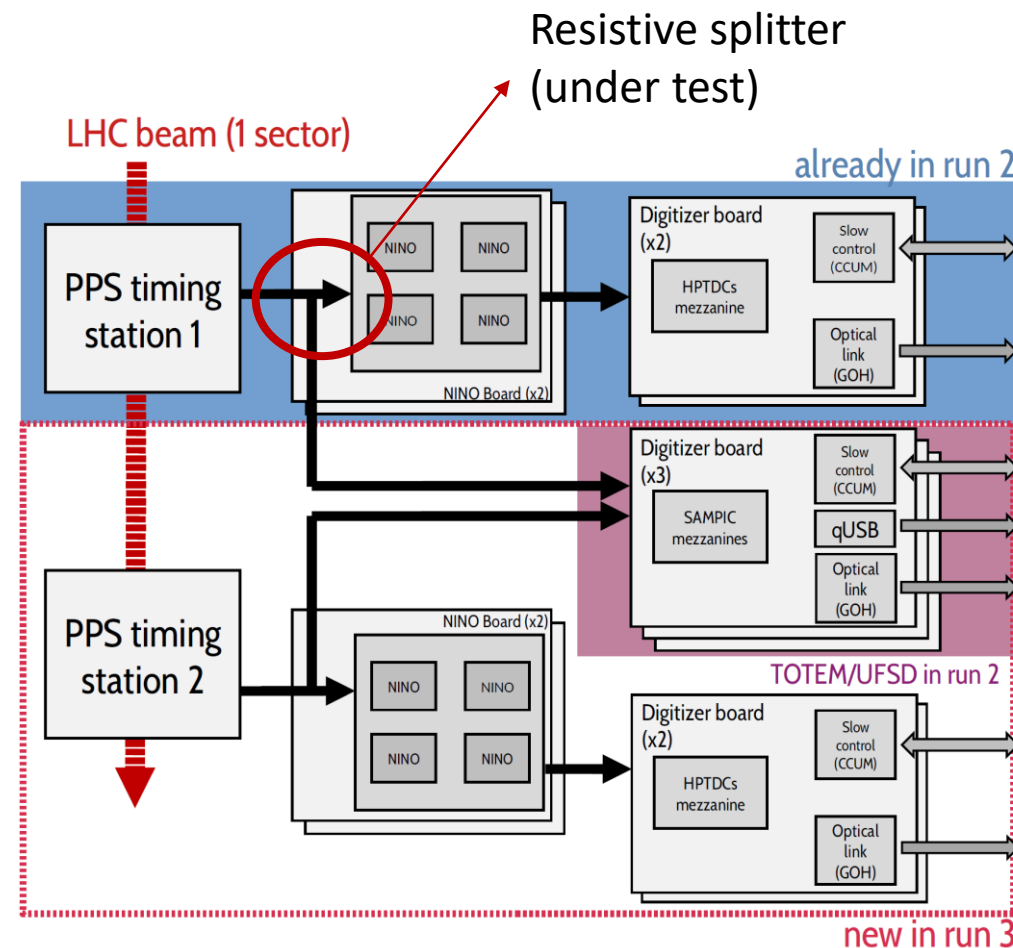 Resistive splitter
(under test)
LHC beam (1 sector)
already in run 2
PPS timing
station 1
NINO
NINO
NINO
NINO
NINO Board (x2)
Digitizer board
(x2)
HPTDCs
mezzanine
Slow
control
(CCUM)
Optical
link
(GOH)
Digitizer board
(x3)
SAMPIC
mezzanines
Slow
control
(CCUM)
qUSB
Optical
link
(GOH)
TOTEM/UFSD in run 2
PPS timing
station 2
NINO Board (x2)
NINO
NINO
NINO
NINO
Digitizer board
(x2)
HPTDCs
mezzanine
Slow
control
(CCUM)
Optical
link
(GOH)
new in run 3